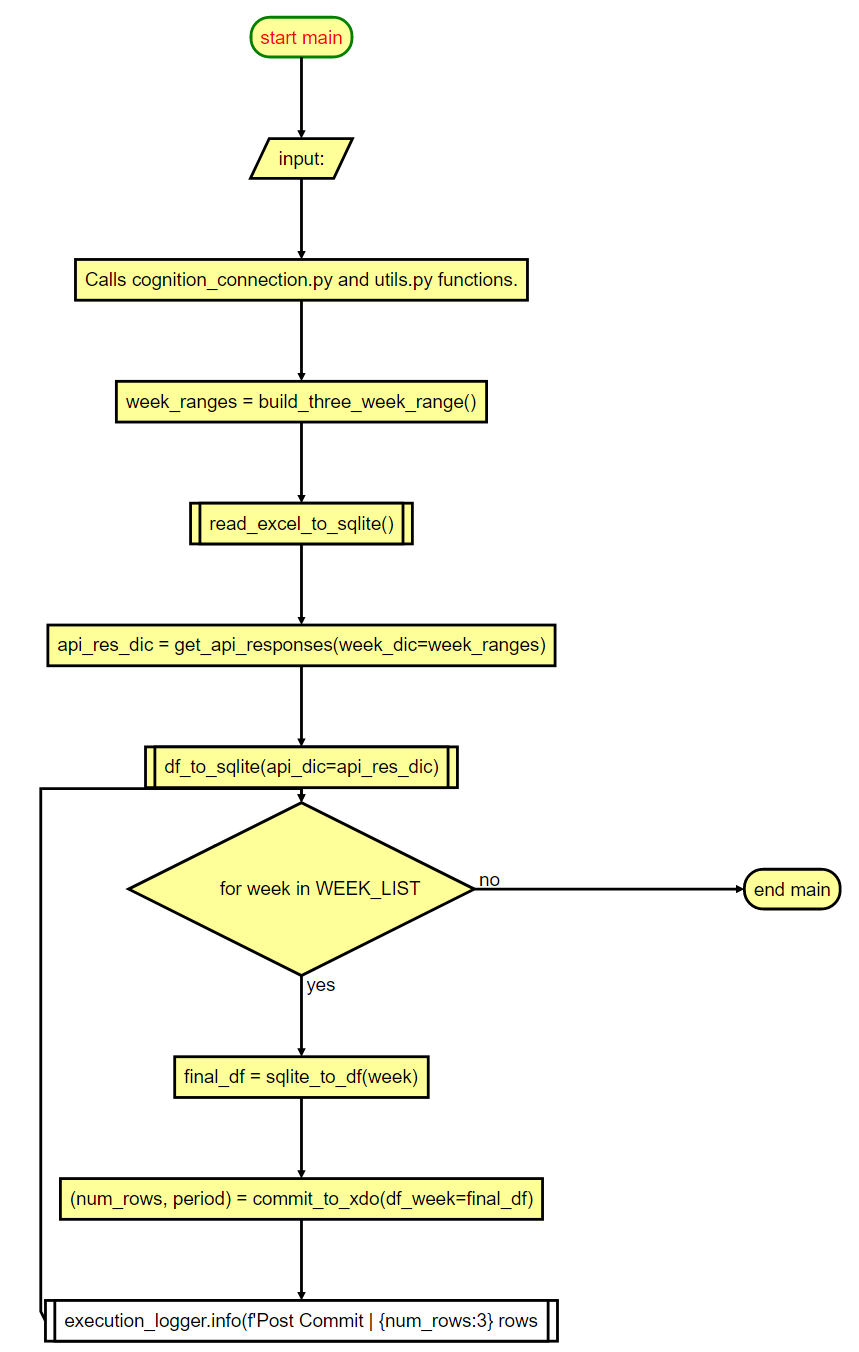 start main
input:
Calls cognition_connection.py and utils.py functions.
week_ranges = build_three_week_range()
read_excel_to_sqlite()
api_res_dic = get_api_responses(week_dic=week_ranges)
df_to_sqlite(api_dic=api_res_dic)
for week in WEEK_LIST
no
end main
yes
final_df = sqlite_to_df(week)
(num_rows, period) = commit_to_xdo(df_week=final_df)
execution_logger.info(f'Post Commit | {num_rows:3} rows